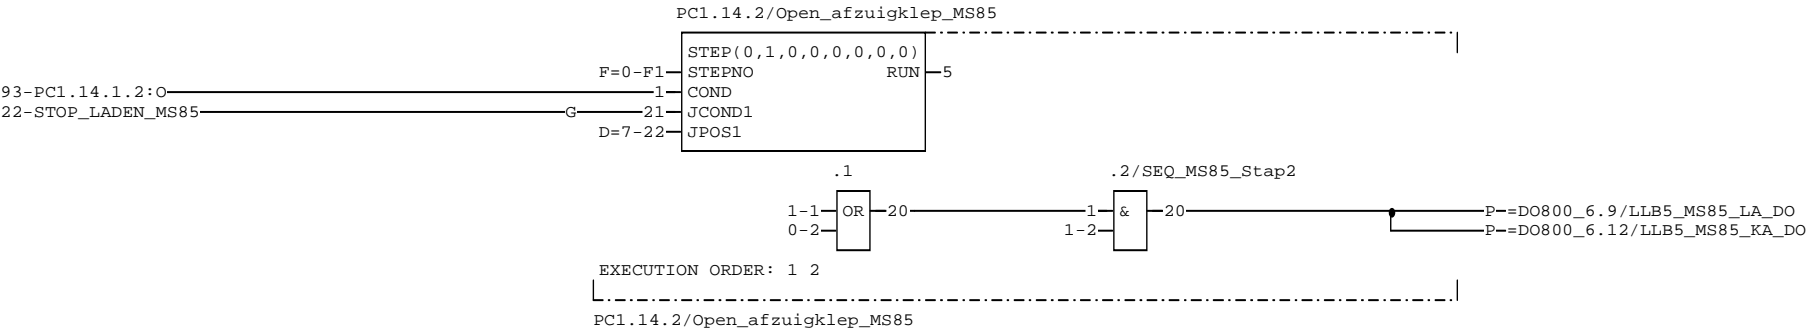 PC1.14.2/Open_afzuigklep_MS85
STEP(0,1,0,0,0,0,0,0)
F=0-F1 STEPNO RUN 5
93-PC1.14.1.2:O 1 COND
22-STOP_LADEN_MS85 G 21 JCOND1
D=7-22 JPOS1
.1 .2/SEQ_MS85_Stap2
1-1 OR 20 1 & 20 P-=DO800_6.9/LLB5_MS85_LA_DO
0-2 1-2 P-=DO800_6.12/LLB5_MS85_KA_DO
EXECUTION ORDER: 1 2
PC1.14.2/Open_afzuigklep_MS85